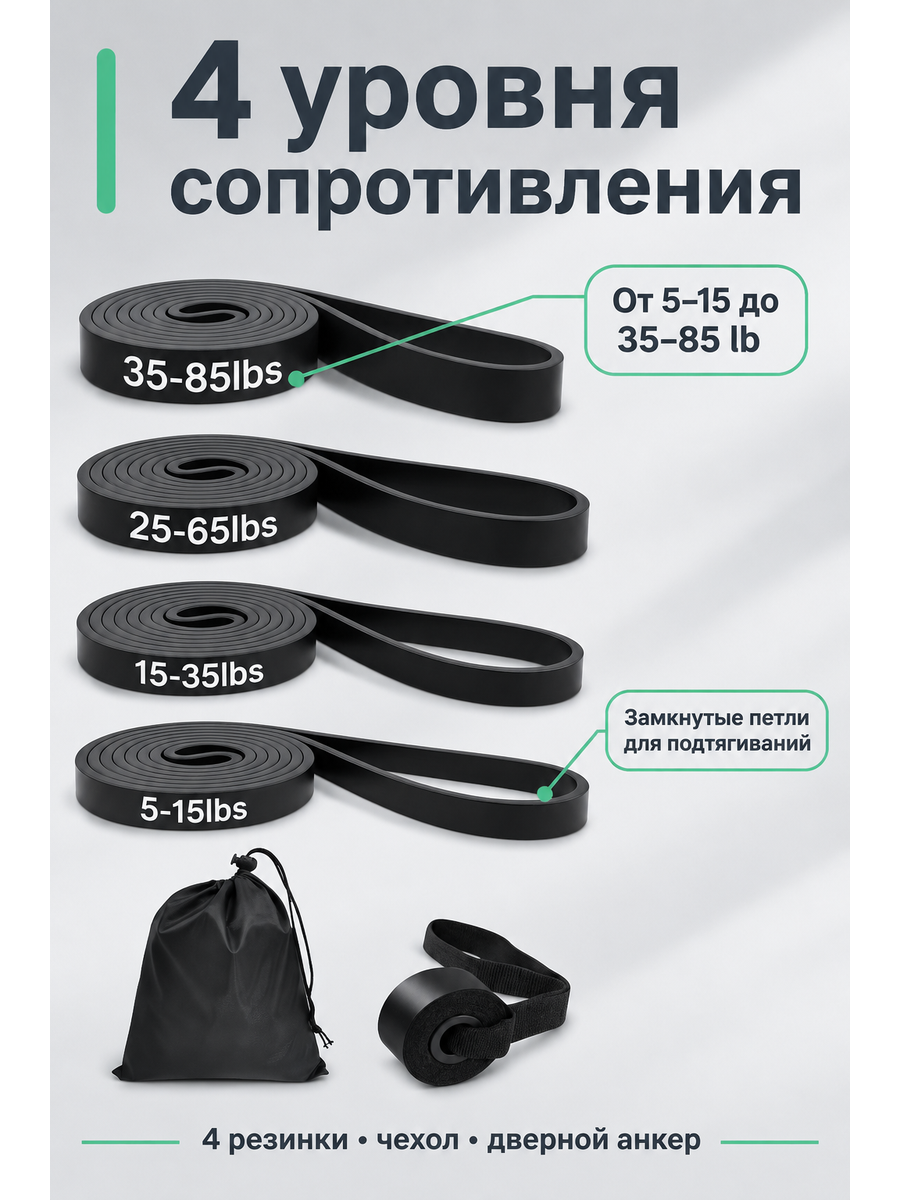 4 уровня
сопротивления
От 5–15 до
35–85 lb
35-85lbs
25-65lbs
15-35lbs
Замкнутые петли
для подтягиваний
5-15lbs
4 резинки • чехол • дверной анкер